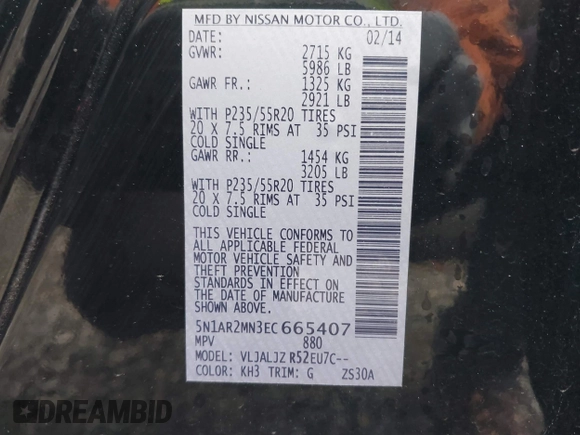 MFD BY NISSAN MOTOR CO., LTD.
DATE: 02/14
GVWR: 2715 KG
5986 LB
GAWR FR.: 1325 KG
2921 LB
WITH P235/55R20 TIRES
20 X 7.5 RIMS AT 35 PSI
COLD SINGLE
GAWR RR.: 1454 KG
3205 LB
WITH P235/55R20 TIRES
20 X 7.5 RIMS AT 35 PSI
COLD SINGLE
THIS VEHICLE CONFORMS TO
ALL APPLICABLE FEDERAL
MOTOR VEHICLE SAFETY AND
THEFT PREVENTION
STANDARDS IN EFFECT ON
THE DATE OF MANUFACTURE
SHOWN ABOVE.
5N1AR2MN3EC665407
MPV 880
MODEL: VLJALJZ R52EU7C--
COLOR: KH3 TRIM: G ZS30A
DREAMBID